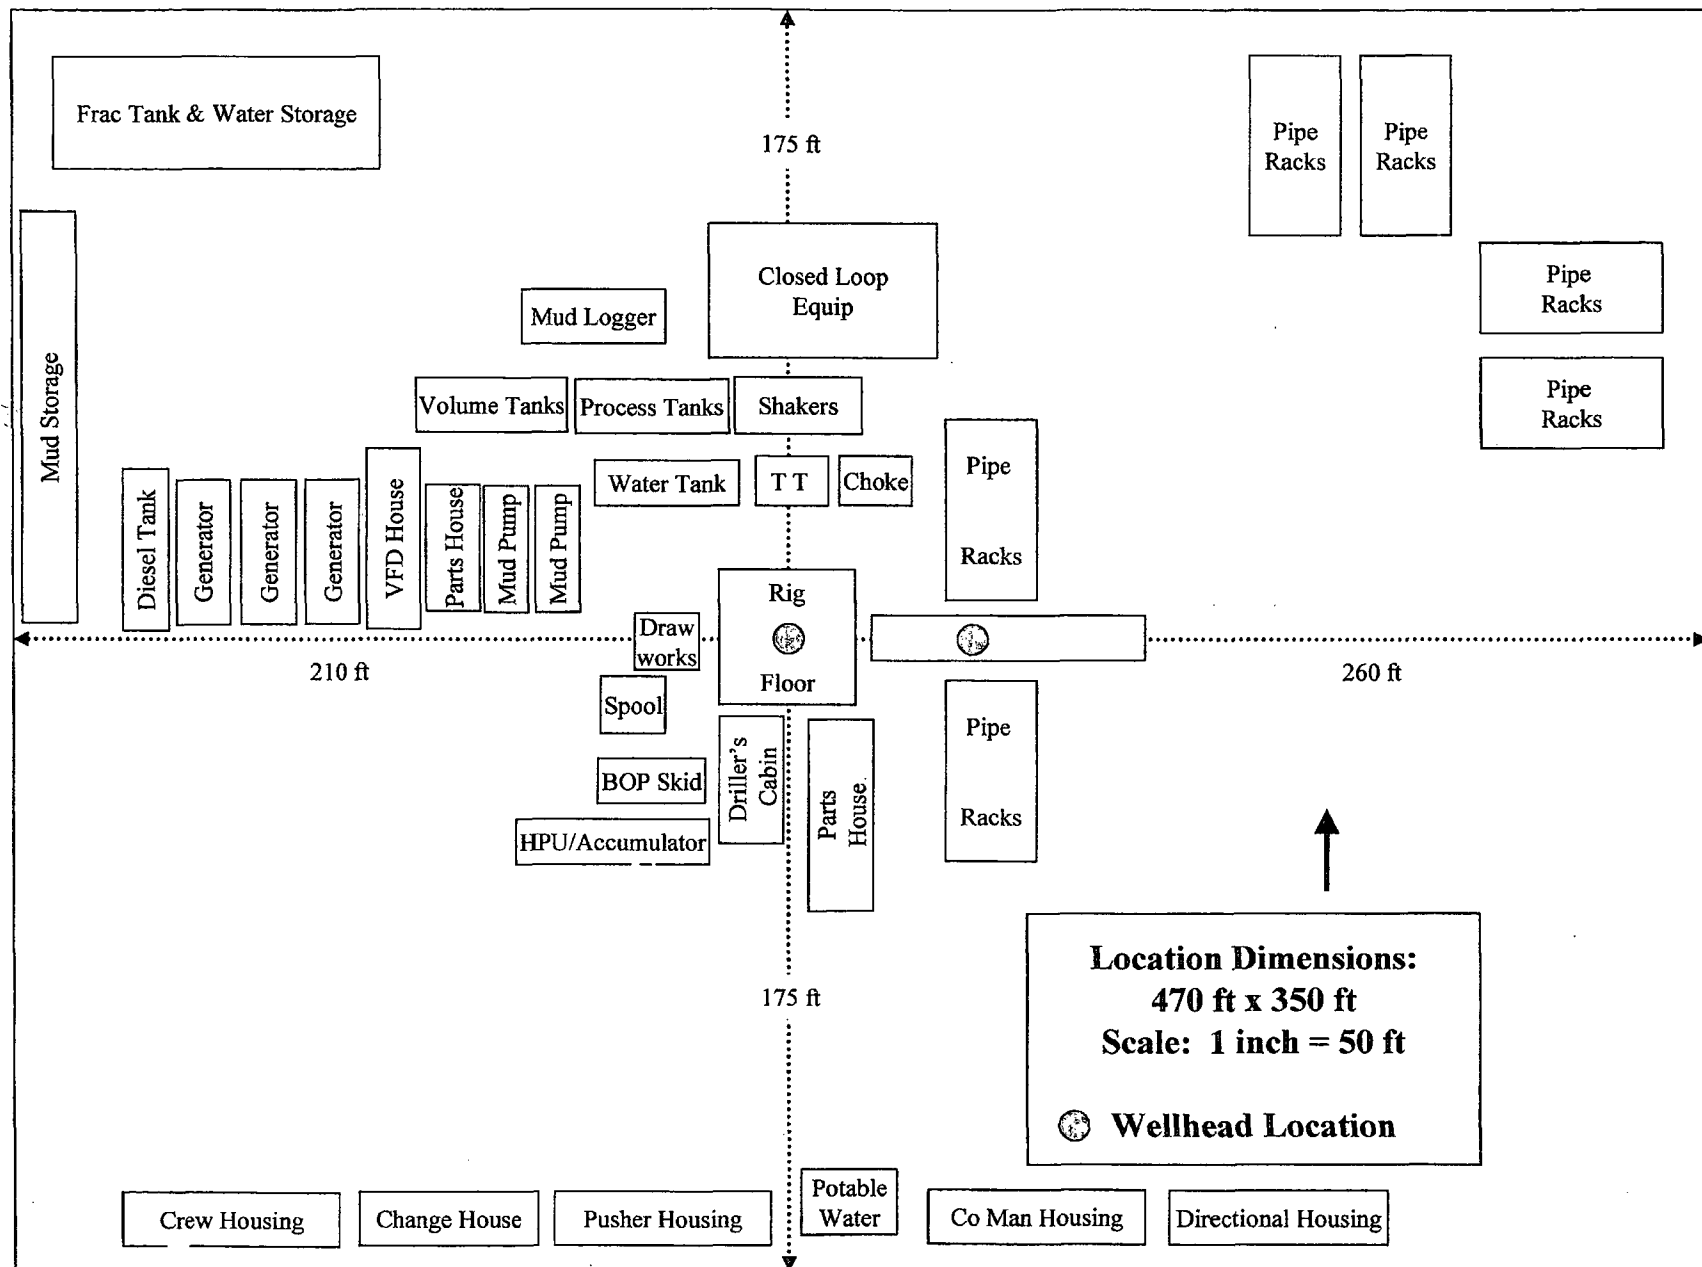 Frac Tank & Water Storage
175 ft
Pipe
Racks
Pipe
Racks
Closed Loop
Equip
Pipe
Racks
Mud Logger
Mud Storage
Volume Tanks
Process Tanks
Shakers
Pipe
Racks
Water Tank
T T
Choke
Pipe
Racks
Diesel Tank
Generator
Generator
Generator
VFD House
Parts House
Mud Pump
Mud Pump
Rig
Floor
Draw
works
210 ft
260 ft
Spool
Pipe
Racks
BOP Skid
Driller's
Cabin
Parts
House
HPU/Accumulator
Location Dimensions:
470 ft x 350 ft
Scale: 1 inch = 50 ft
Wellhead Location
175 ft
Crew Housing
Change House
Pusher Housing
Potable
Water
Co Man Housing
Directional Housing